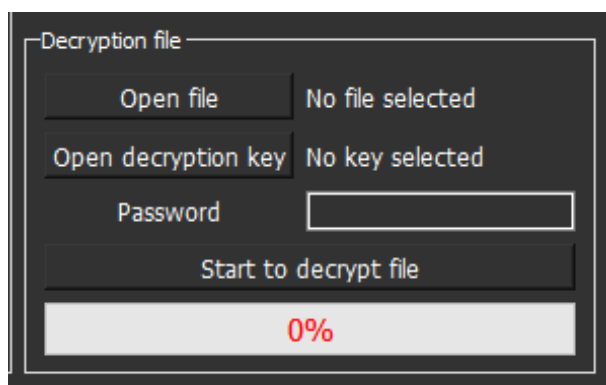 Decryption file
Open file No file selected
Open decryption key No key selected
Password
Start to decrypt file
0%